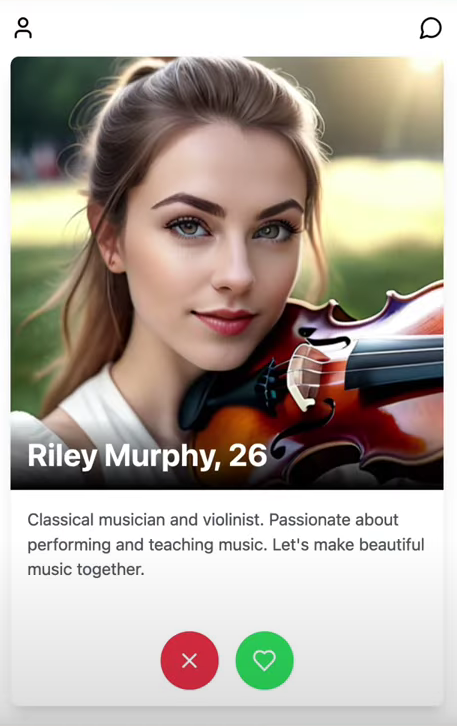 Riley Murphy, 26
Classical musician and violinist. Passionate about
performing and teaching music. Let's make beautiful
music together.